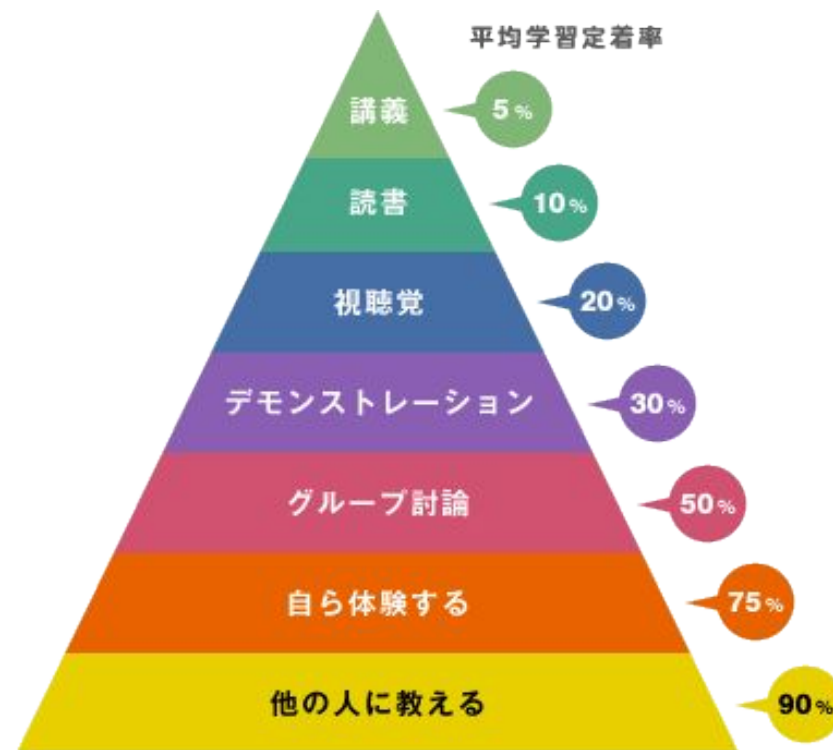 平均学習定着率
講義
5%
読書
10%
視聴覚
20%
デモンストレーション
30%
グループ討論
50%
自ら体験する
75%
他の人に教える
90%